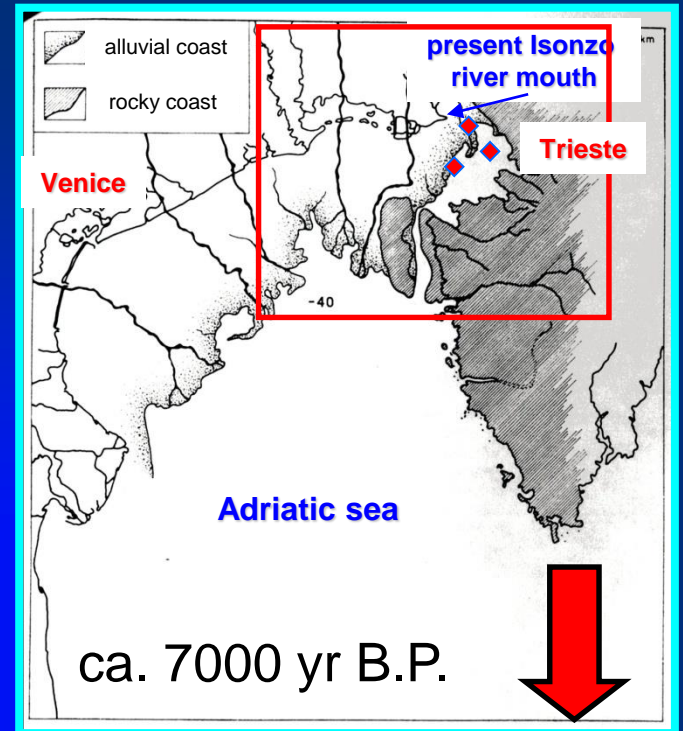 alluvial coast
rocky coast
km
present Isonzo
river mouth
Trieste
Venice
-40
Adriatic sea
ca. 7000 yr B.P.